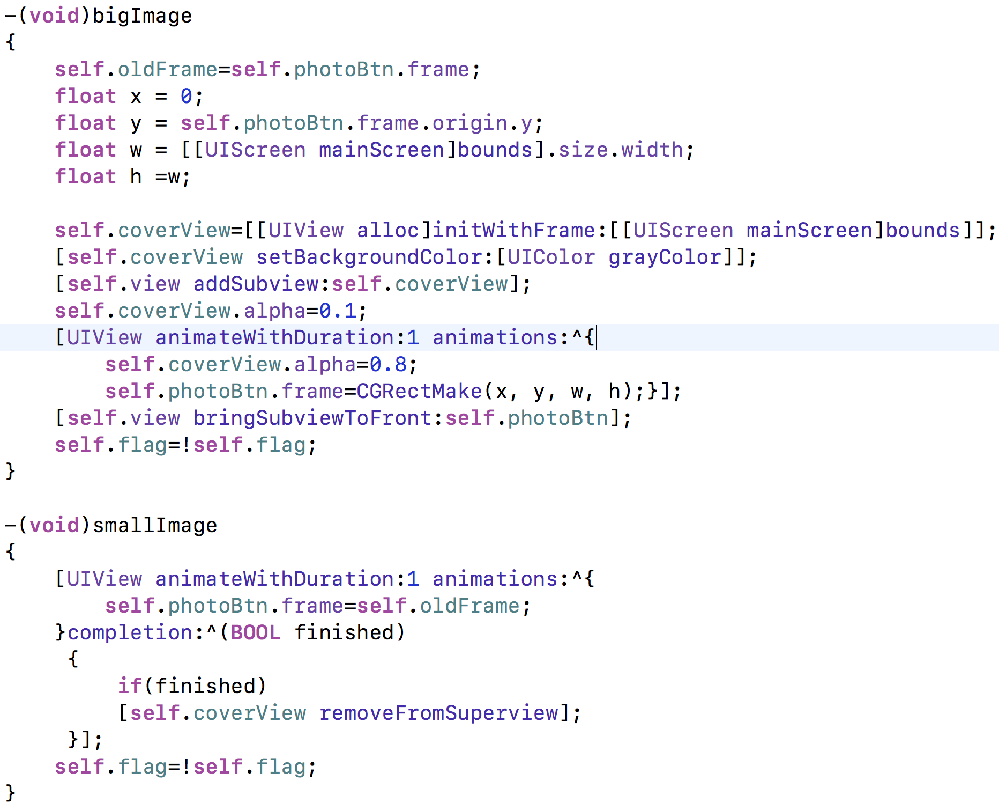 -(void)bigImage
{
    self.oldFrame=self.photoBtn.frame;
    float x = 0;
    float y = self.photoBtn.frame.origin.y;
    float w = [[UIScreen mainScreen]bounds].size.width;
    float h =w;

    self.coverView=[[UIView alloc]initWithFrame:[[UIScreen mainScreen]bounds]];
    [self.coverView setBackgroundColor:[UIColor grayColor]];
    [self.view addSubview:self.coverView];
    self.coverView.alpha=0.1;
    [UIView animateWithDuration:1 animations:^{
        self.coverView.alpha=0.8;
        self.photoBtn.frame=CGRectMake(x, y, w, h);}];
    [self.view bringSubviewToFront:self.photoBtn];
    self.flag=!self.flag;
}

-(void)smallImage
{
    [UIView animateWithDuration:1 animations:^{
        self.photoBtn.frame=self.oldFrame;
    }completion:^(BOOL finished)
     {
         if(finished)
         [self.coverView removeFromSuperview];
     }];
    self.flag=!self.flag;
}